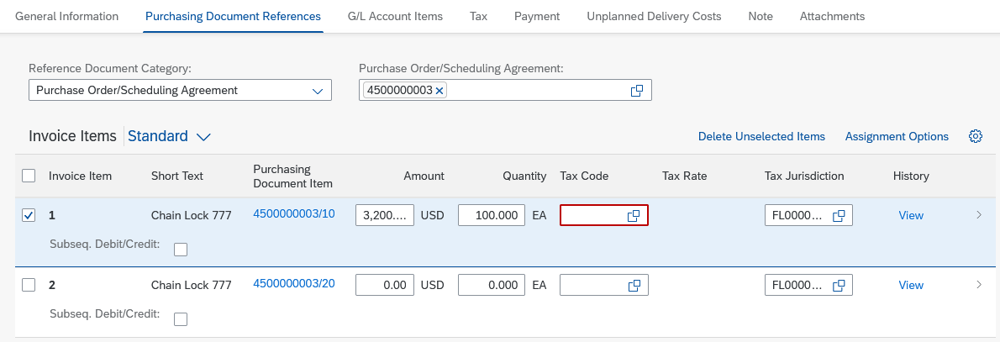 General Information Purchasing Document References G/L Account Items Tax Payment Unplanned Delivery Costs Note Attachments
Reference Document Category: Purchase Order/Scheduling Agreement:
Purchase Order/Scheduling Agreement 4500000003
Invoice Items Standard Delete Unselected Items Assignment Options
Invoice Item Short Text Purchasing Document Item Amount Quantity Tax Code Tax Rate Tax Jurisdiction History
1 Chain Lock 777 4500000003/10 3,200.... USD 100.000 EA FL0000... View
Subseq. Debit/Credit:
2 Chain Lock 777 4500000003/20 0.00 USD 0.000 EA FL0000... View
Subseq. Debit/Credit: